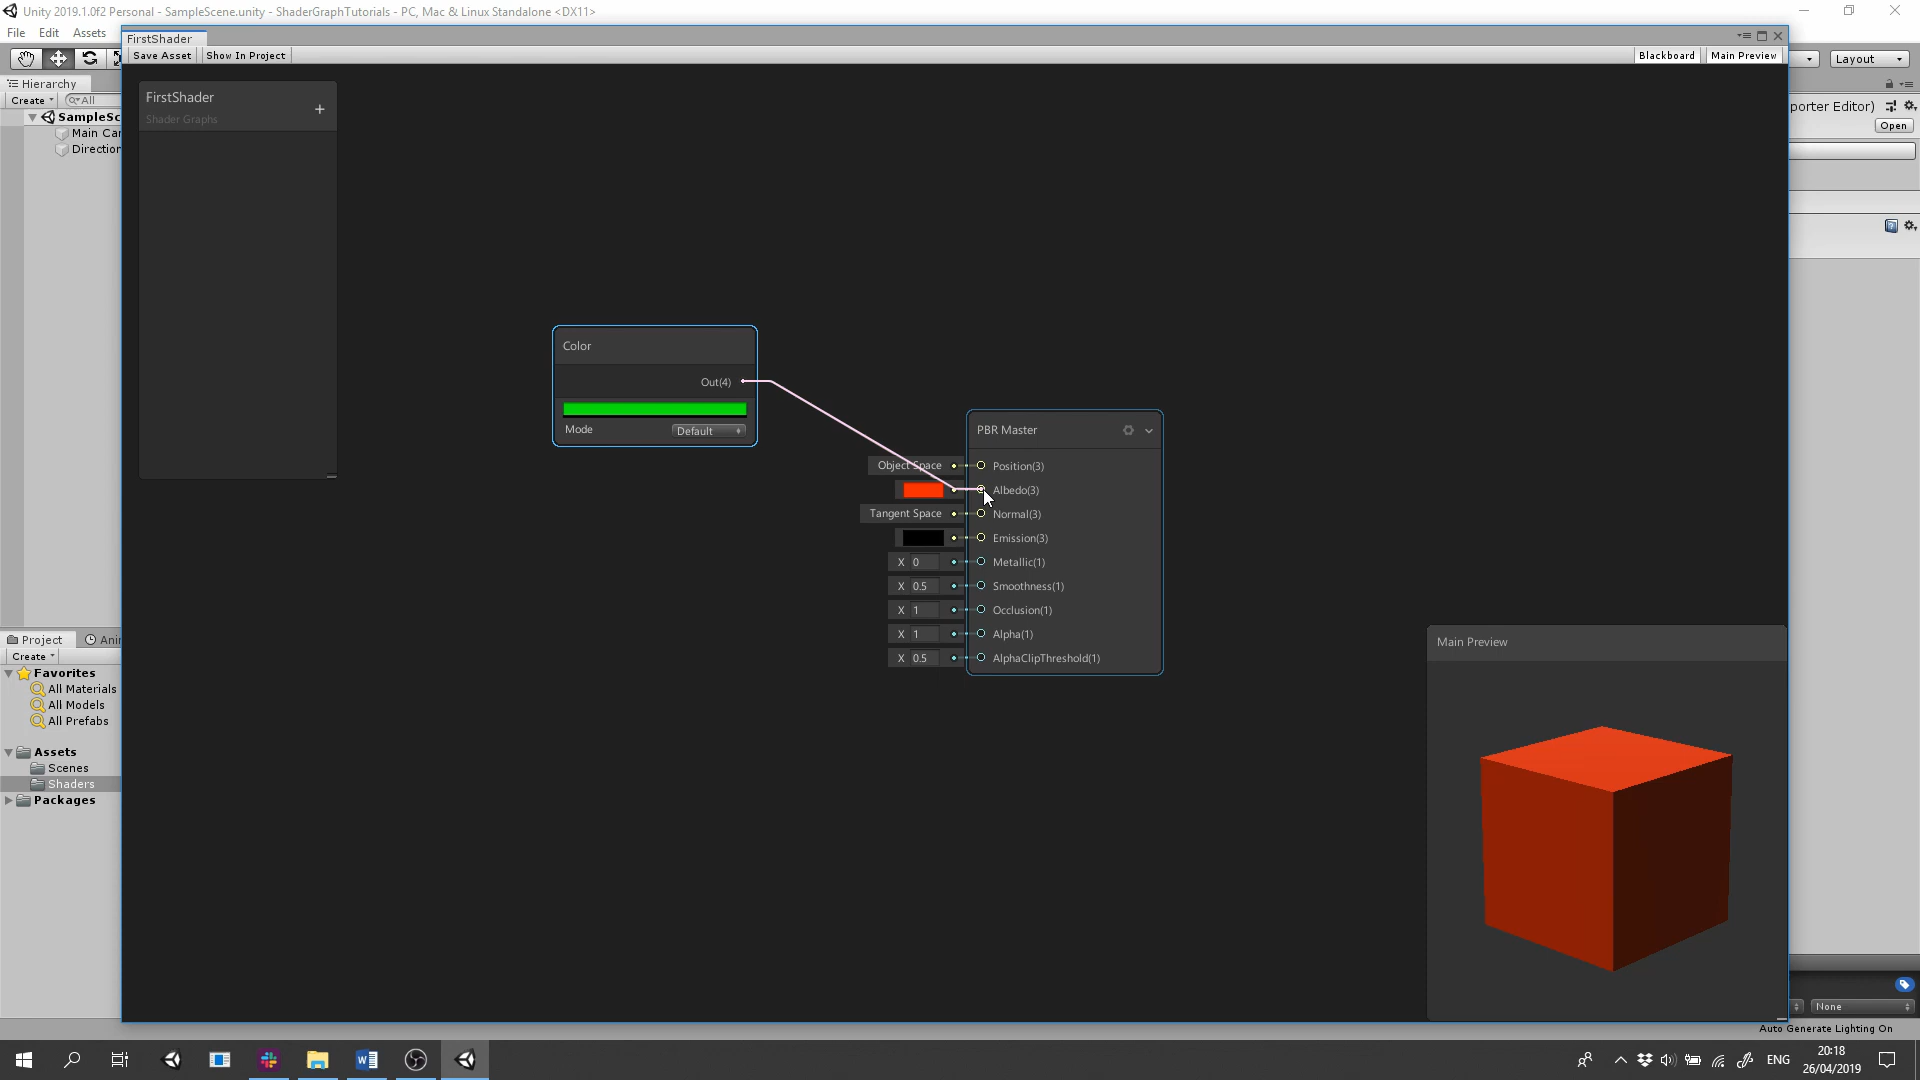 Unity 2019.1.0f2 Personal - SampleScene.unity - ShaderGraphTutorials - PC, Mac & Linux Standalone <DX11>
File Edit Assets
FirstShader
Save Asset Show In Project Blackboard Main Preview
Layout
Hierarchy
Create All
SampleSc
Main Car
Direction
porter Editor)
Open
FirstShader
Shader Graphs
+
Color
Out(4)
Mode Default
PBR Master
Object Space Position(3)
Albedo(3)
Tangent Space Normal(3)
Emission(3)
X 0 Metallic(1)
X 0.5 Smoothness(1)
X 1 Occlusion(1)
X 1 Alpha(1)
X 0.5 AlphaClipThreshold(1)
Main Preview
Project Ani
Create
Favorites
All Materials
All Models
All Prefabs
Assets
Scenes
Shaders
Packages
None
Auto Generate Lighting On
ENG
20:18
26/04/2019